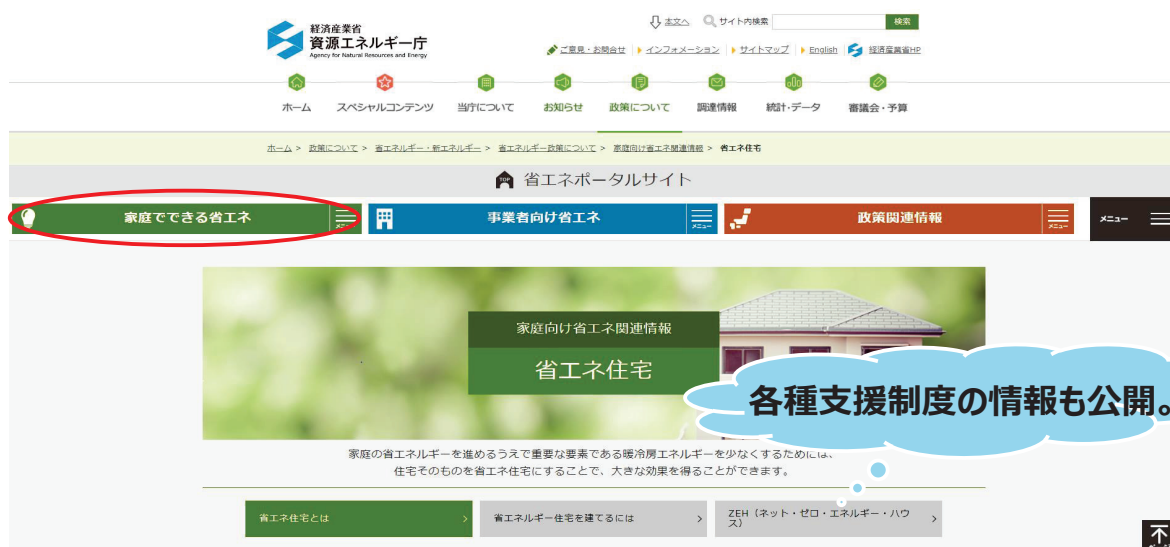 経済産業省
資源エネルギー庁
Agency for Natural Resources and Energy
本文へ サイト内検索 検索
ご意見・お問合せ インフォメーション サイトマップ English 経済産業省HP
ホーム スペシャルコンテンツ 当庁について お知らせ 政策について 調達情報 統計・データ 審議会・予算
ホーム > 政策について > 省エネルギー・新エネルギー > 省エネルギー政策について > 家庭向け省エネ関連情報 > 省エネ住宅
TOP 省エネポータルサイト
家庭でできる省エネ メニュー 事業者向け省エネ メニュー 政策関連情報 メニュー メニュー
家庭向け省エネ関連情報
省エネ住宅
各種支援制度の情報も公開。
家庭の省エネルギーを進めるうえで重要な要素である暖冷房エネルギーを少なくするためには、
住宅そのものを省エネ住宅にすることで、大きな効果を得ることができます。
省エネ住宅とは > 省エネルギー住宅を建てるには > ZEH(ネット・ゼロ・エネルギー・ハウ
ス) >